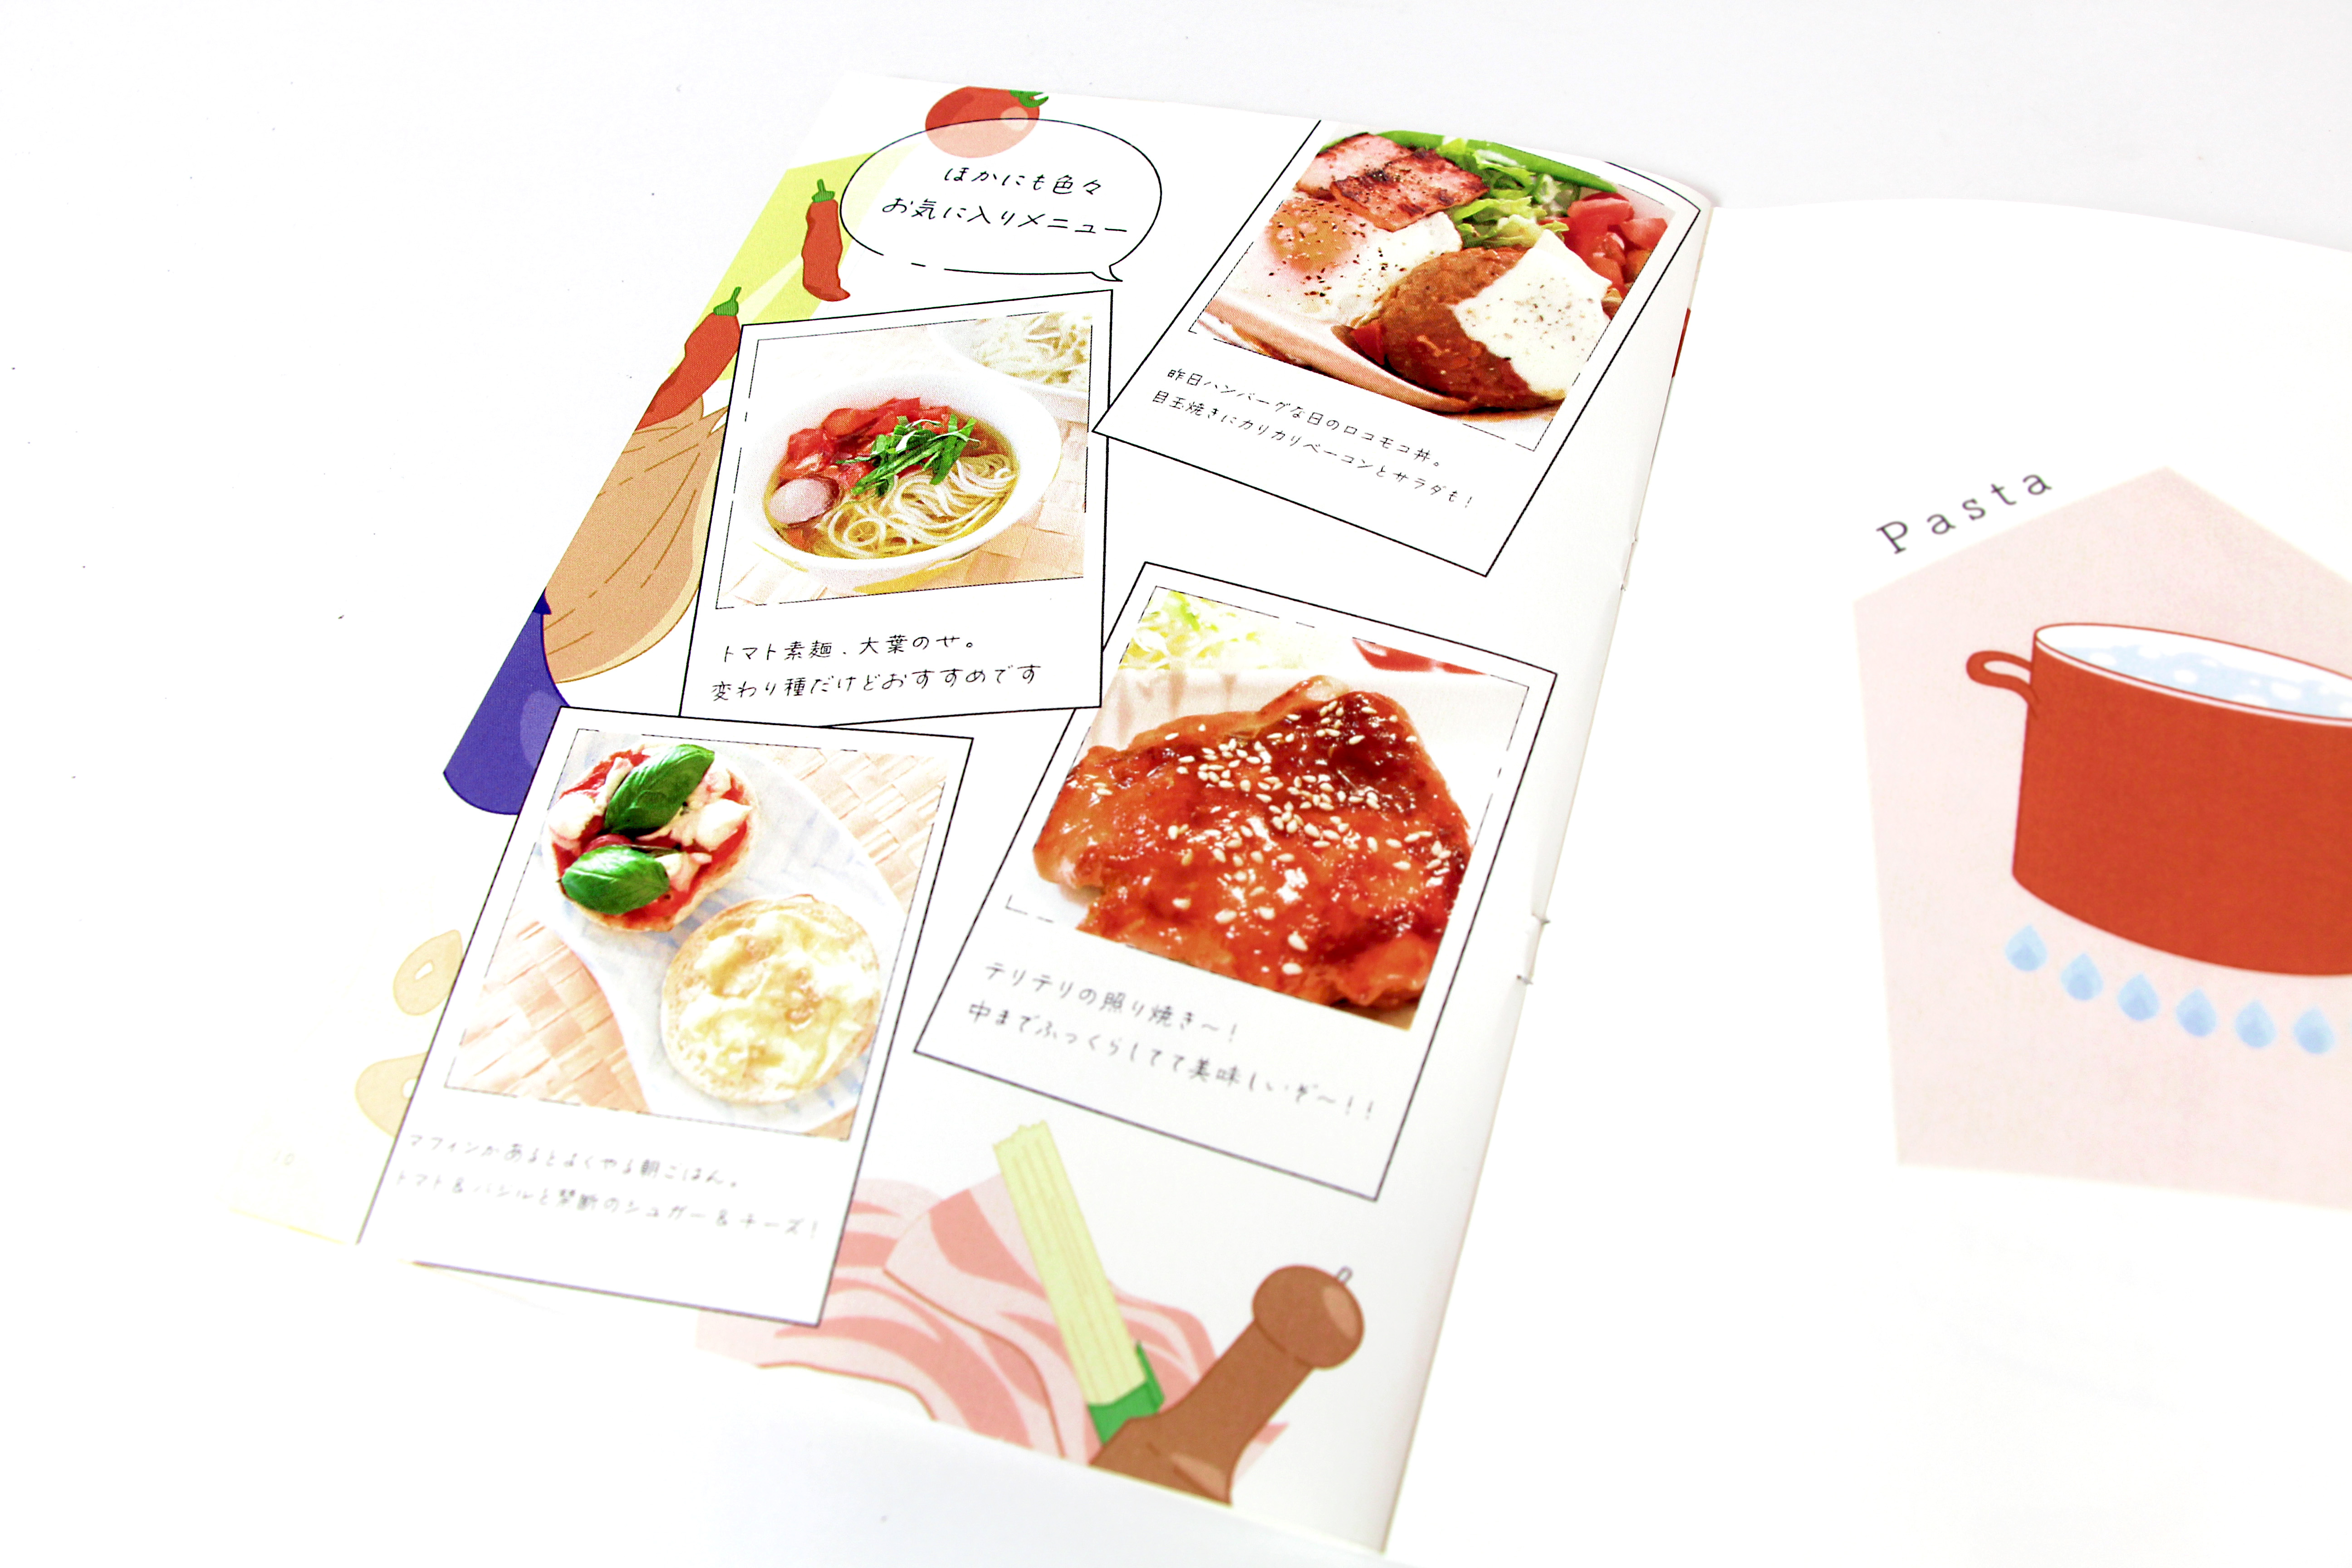 ほかにも色々
お気に入りメニュー
昨日ハンバーグな日のロコモコ丼。
目玉焼きにカリカリベーコンとサラダも!
トマト素麺、大葉のせ。
変わり種だけどおすすめです
テリテリの照り焼き〜!
中までふっくらしてて美味しいぞ〜!!
マフィンがあるとよくやる朝ごはん。
トマト&バジルと禁断のシュガー&チーズ!
Pasta